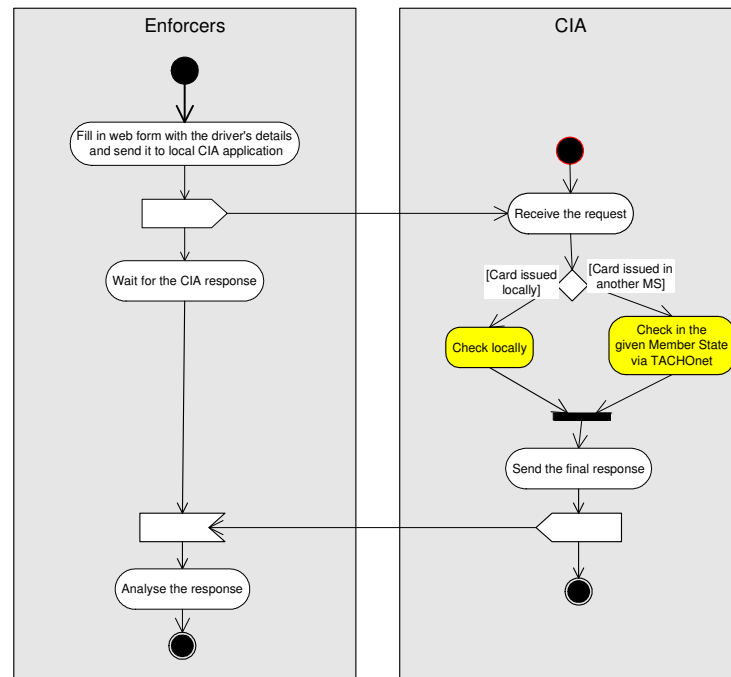 Enforcers
Fill in web form with the driver's details
and send it to local CIA application
Wait for the CIA response
Analyse the response
CIA
Receive the request
[Card issued
locally]
[Card issued in
another MS]
Check locally
Check in the
given Member State
via TACHOnet
Send the final response